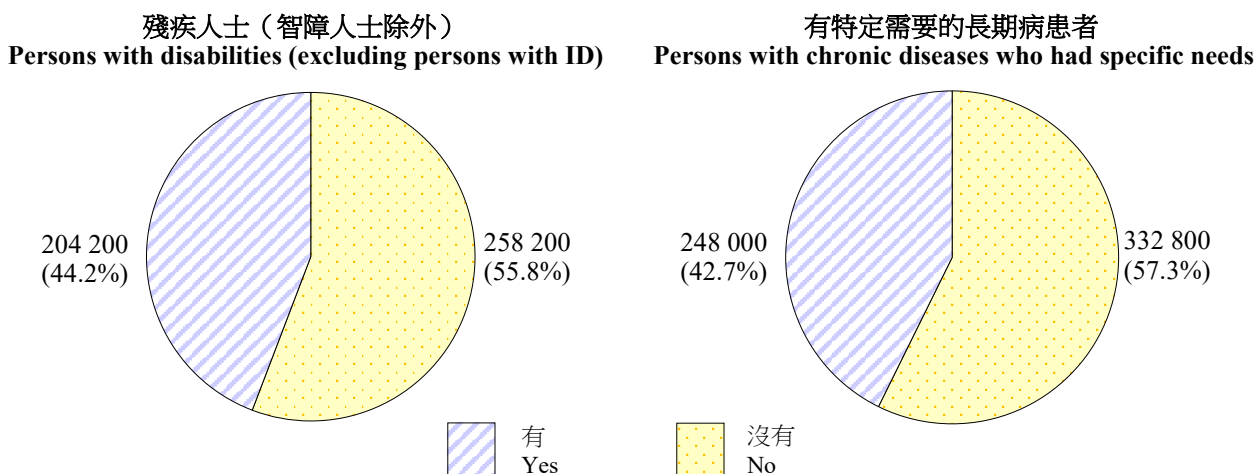 殘疾人士（智障人士除外）
Persons with disabilities (excluding persons with ID)
有特定需要的長期病患者
Persons with chronic diseases who had specific needs
204 200
(44.2%)
258 200
(55.8%)
248 000
(42.7%)
332 800
(57.3%)
有
Yes
沒有
No